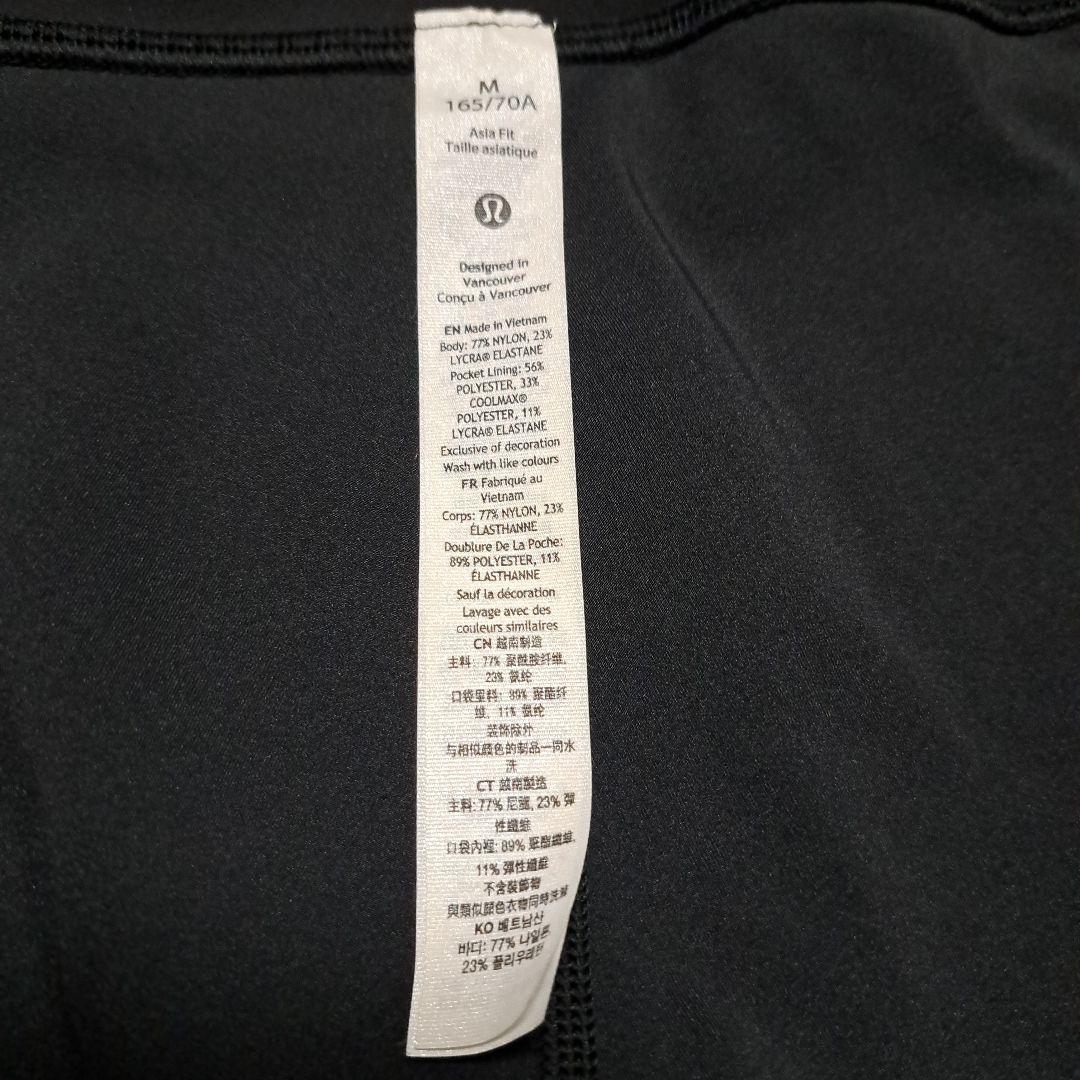 M
165/70A
Asia Fit
Taille asiatique
Designed in
Vancouver
Conçu à Vancouver
EN Made in Vietnam
Body: 77% NYLON, 23%
LYCRA® ELASTANE
Pocket Lining: 56%
POLYESTER, 33%
COOLMAX®
POLYESTER, 11%
LYCRA® ELASTANE
Exclusive of decoration
Wash with like colours
FR Fabriqué au
Vietnam
Corps: 77% NYLON, 23%
ÉLASTHANNE
Doublure De La Poche:
89% POLYESTER, 11%
ÉLASTHANNE
Sauf la décoration
Lavage avec des
couleurs similaires
CN 越南制造
主料: 77% 聚酰胺纤维,
23% 氨纶
口袋里料: 89% 聚酯纤
维, 11% 氨纶
装饰除外
与相似颜色的制品一同水
洗
CT 越南製造
主料: 77% 尼龍, 23% 彈
性纖維
口袋內裡: 89% 聚酯纖維,
11% 彈性纖維
不含裝飾物
與類似顏色衣物同時洗滌
KO 베트남산
바디: 77% 나일론,
23% 폴리우레탄